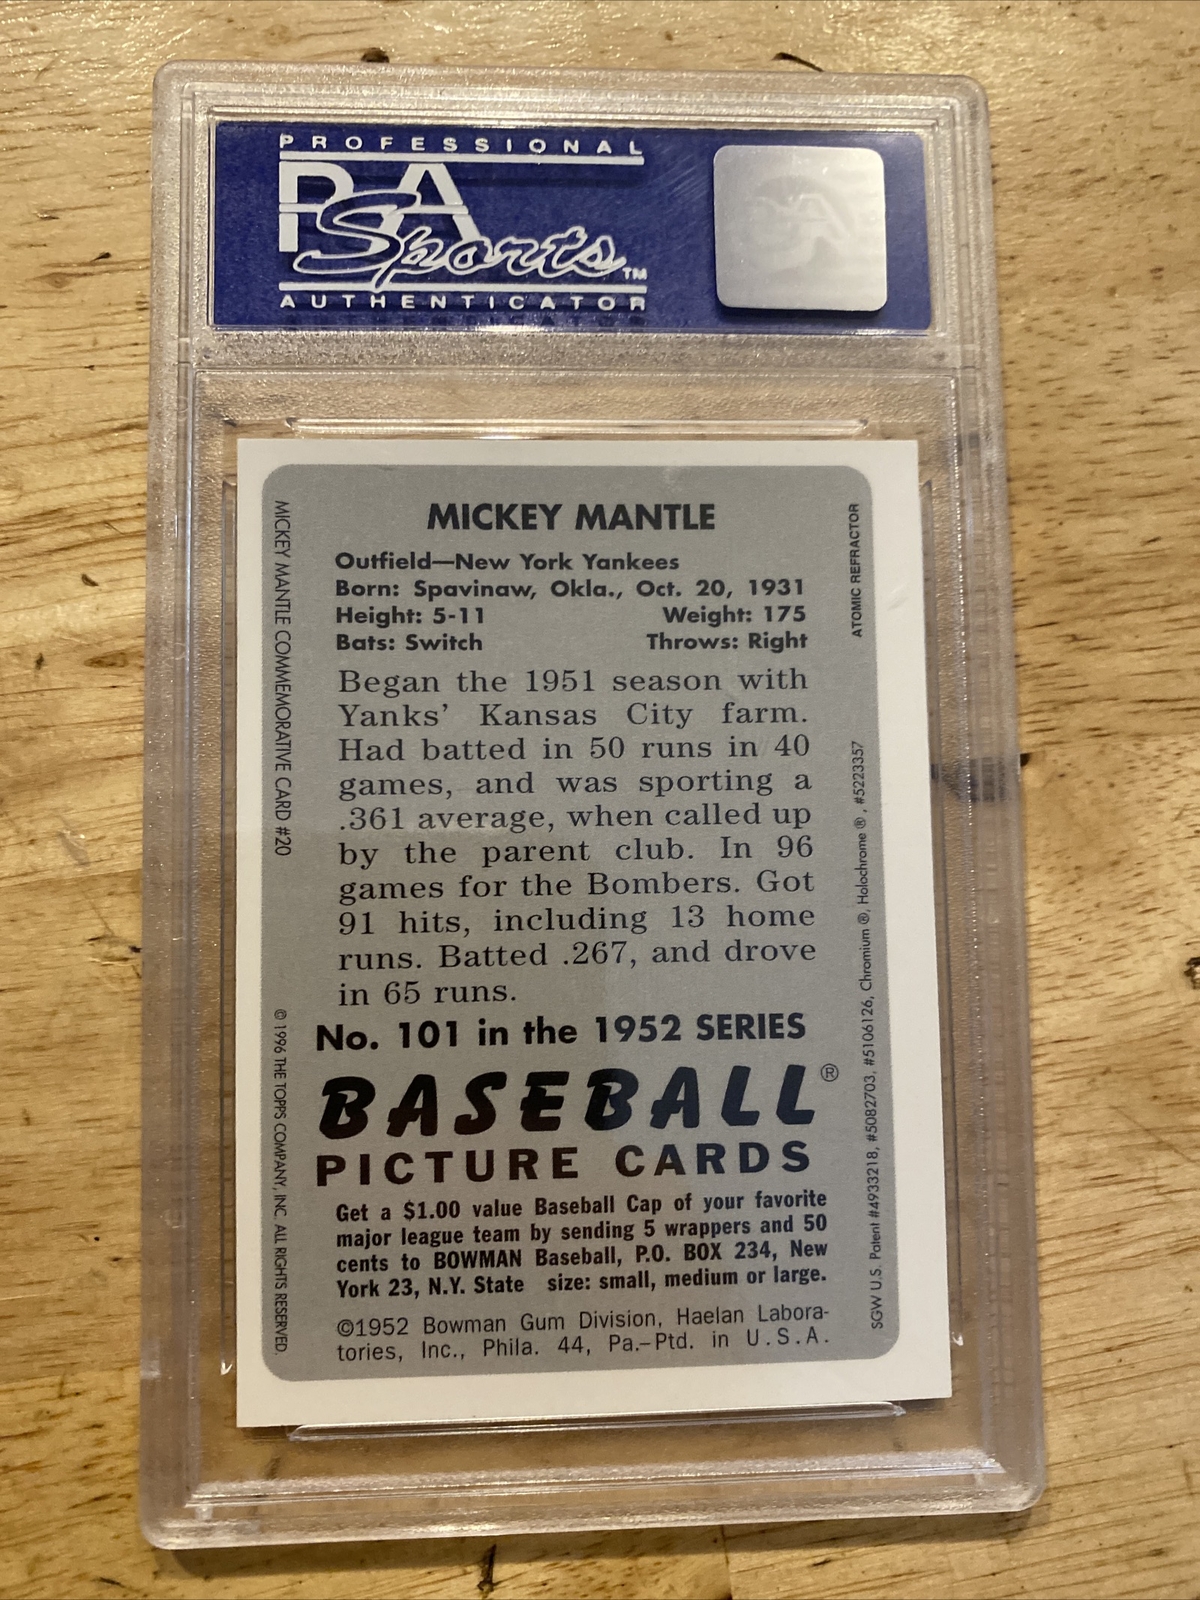 PROFESSIONAL
PSA
Sports™
AUTHENTICATOR
MICKEY MANTLE
Outfield—New York Yankees
Born: Spavinaw, Okla., Oct. 20, 1931
Height: 5-11 Weight: 175
Bats: Switch Throws: Right
Began the 1951 season with
Yanks' Kansas City farm.
Had batted in 50 runs in 40
games, and was sporting a
.361 average, when called up
by the parent club. In 96
games for the Bombers. Got
91 hits, including 13 home
runs. Batted .267, and drove
in 65 runs.
No. 101 in the 1952 SERIES
BASEBALL®
PICTURE CARDS
Get a $1.00 value Baseball Cap of your favorite
major league team by sending 5 wrappers and 50
cents to BOWMAN Baseball, P.O. BOX 234, New
York 23, N.Y. State size: small, medium or large.
©1952 Bowman Gum Division, Haelan Labora-
tories, Inc., Phila. 44, Pa.–Ptd. in U.S.A.
MICKEY MANTLE COMMEMORATIVE CARD #20
© 1996 THE TOPPS COMPANY, INC. ALL RIGHTS RESERVED.
ATOMIC REFRACTOR
SGW U.S. Patent #4933218, #5082703, #5106126, Chromium ®, Holochrome ®, #5223357